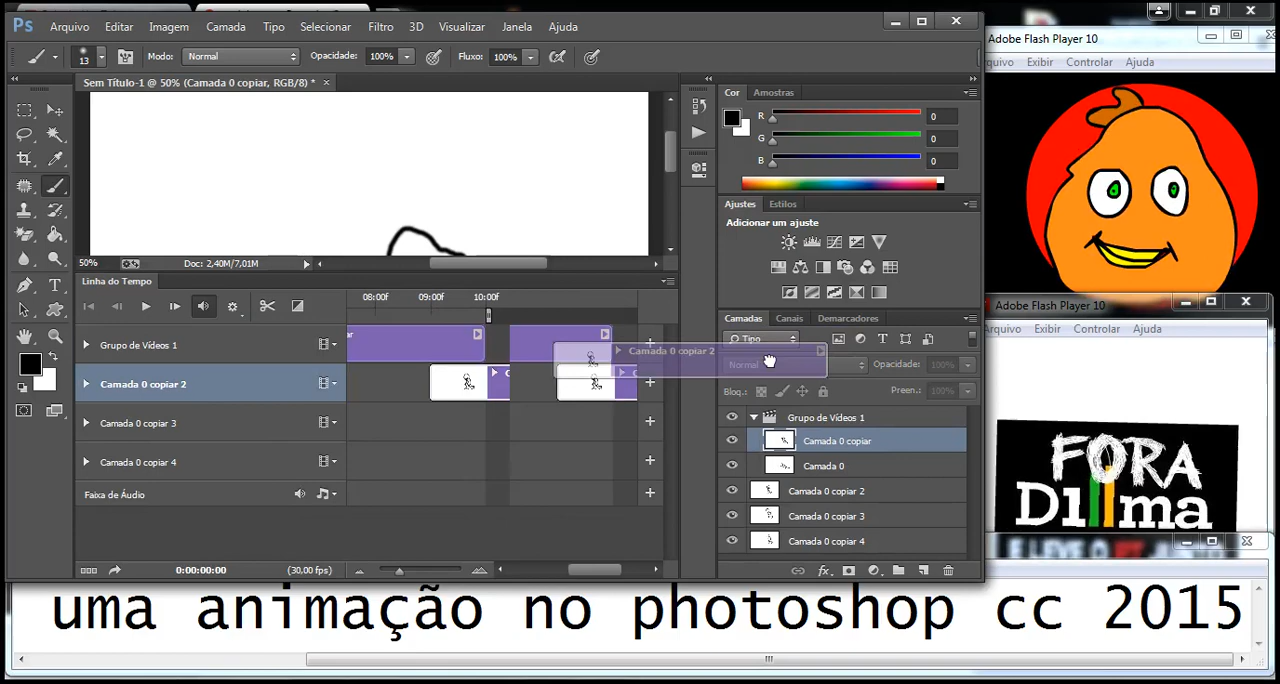 Ps Arquivo Editar Imagem Camada Tipo Selecionar Filtro 3D Visualizar Janela Ajuda
13 Modo: Normal Opacidade: 100% Fluxo: 100%
Sem Título-1 @ 50% (Camada 0 copiar, RGB/8) *
50% Doc: 2,40M/7,01M
Linha do Tempo
08:00f 09:00f 10:00f
Grupo de Vídeos 1
Camada 0 copiar 2
Camada 0 copiar 3
Camada 0 copiar 4
Faixa de Áudio
0:00:00:00 (30,00 fps)
Camada 0 copiar 2
Cor Amostras
R 0
G 0
B 0
Ajustes Estilos
Adicionar um ajuste
Camadas Canais Demarcadores
Tipo
Normal Opacidade: 100%
Bloq.: Preen.: 100%
Grupo de Vídeos 1
Camada 0 copiar
Camada 0
Camada 0 copiar 2
Camada 0 copiar 3
Camada 0 copiar 4
Adobe Flash Player 10
quivo Exibir Controlar Ajuda
Adobe Flash Player 10
rquivo Exibir Controlar Ajuda
FORA
DIlma
uma animação no photoshop cc 2015